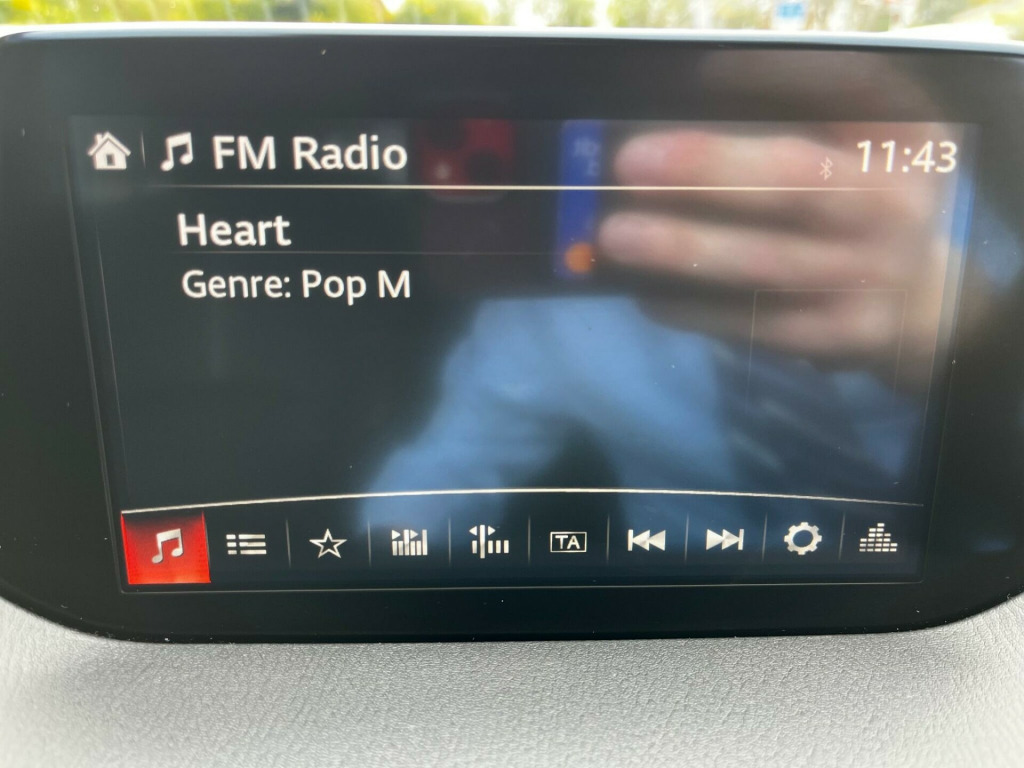 FM Radio
11:43
Heart
Genre: Pop M
TA